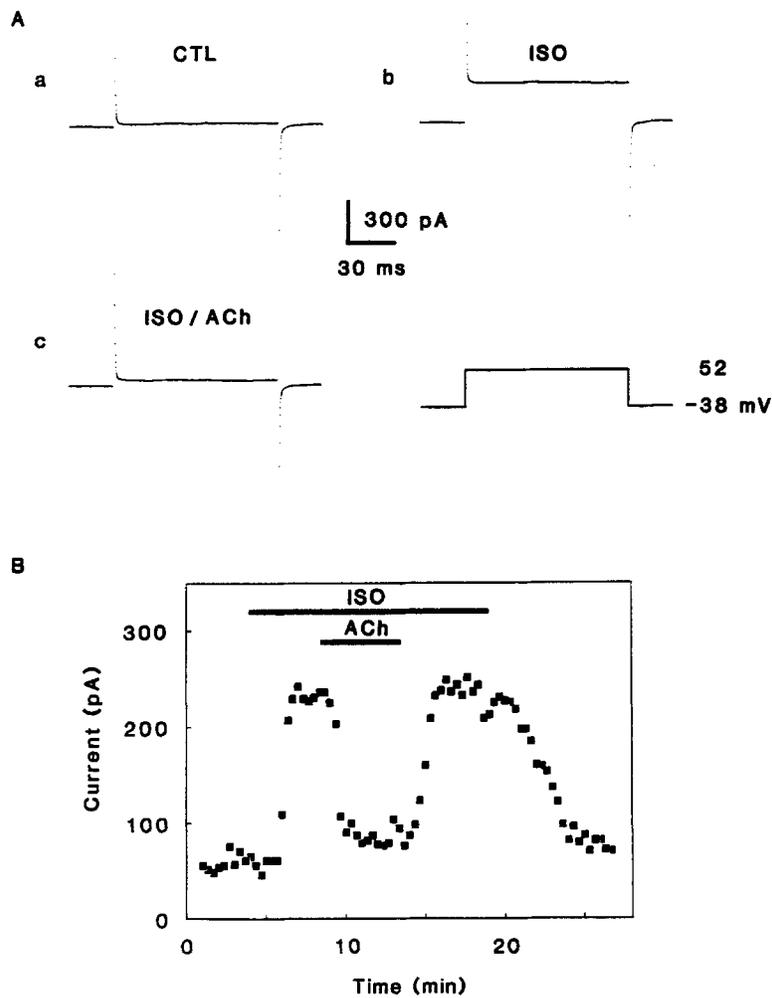 A
a
CTL
b
ISO
300 pA
30 ms
c
ISO / ACh
52
-38 mV
B
ISO
ACh
300
200
100
0
Current (pA)
0
10
20
Time (min)